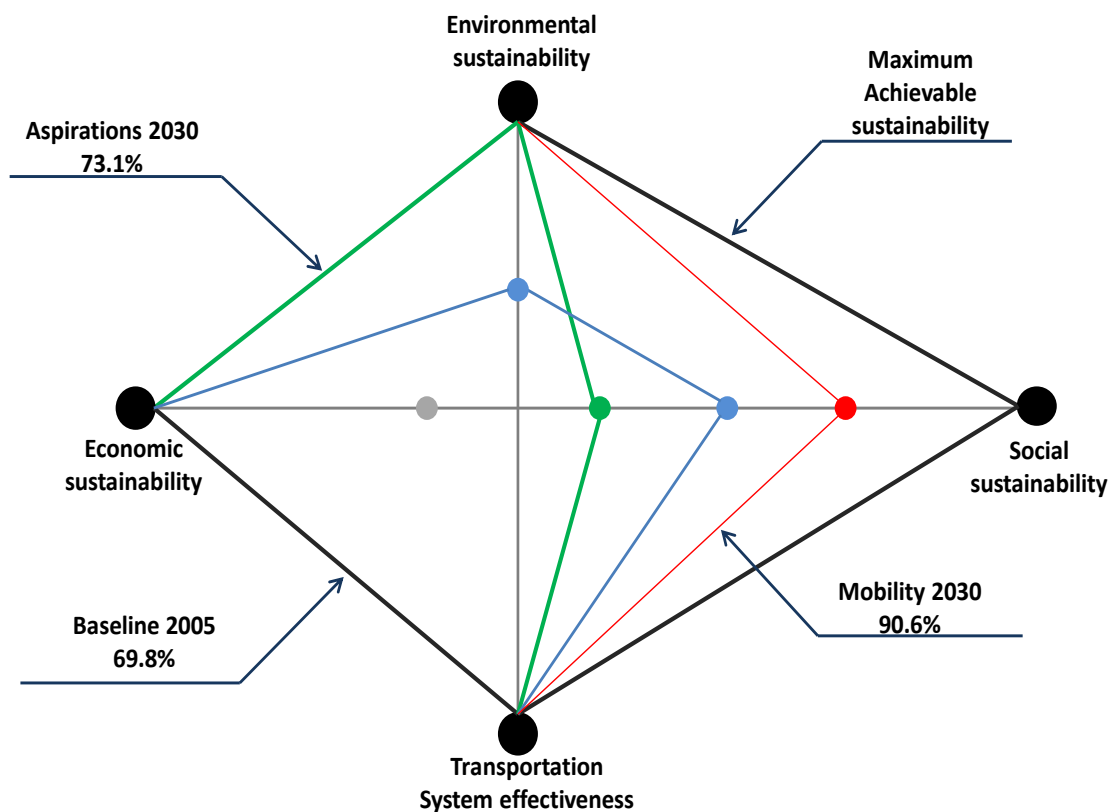 Environmental
sustainability
Maximum
Achievable
sustainability
Aspirations 2030
73.1%
Economic
sustainability
Social
sustainability
Baseline 2005
69.8%
Mobility 2030
90.6%
Transportation
System effectiveness